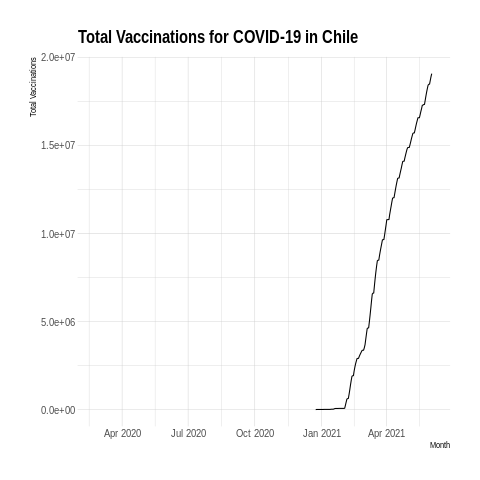 Total Vaccinations for COVID-19 in Chile
Total Vaccinations
2.0e+07
1.5e+07
1.0e+07
5.0e+06
0.0e+00
Apr 2020 Jul 2020 Oct 2020 Jan 2021 Apr 2021
Month